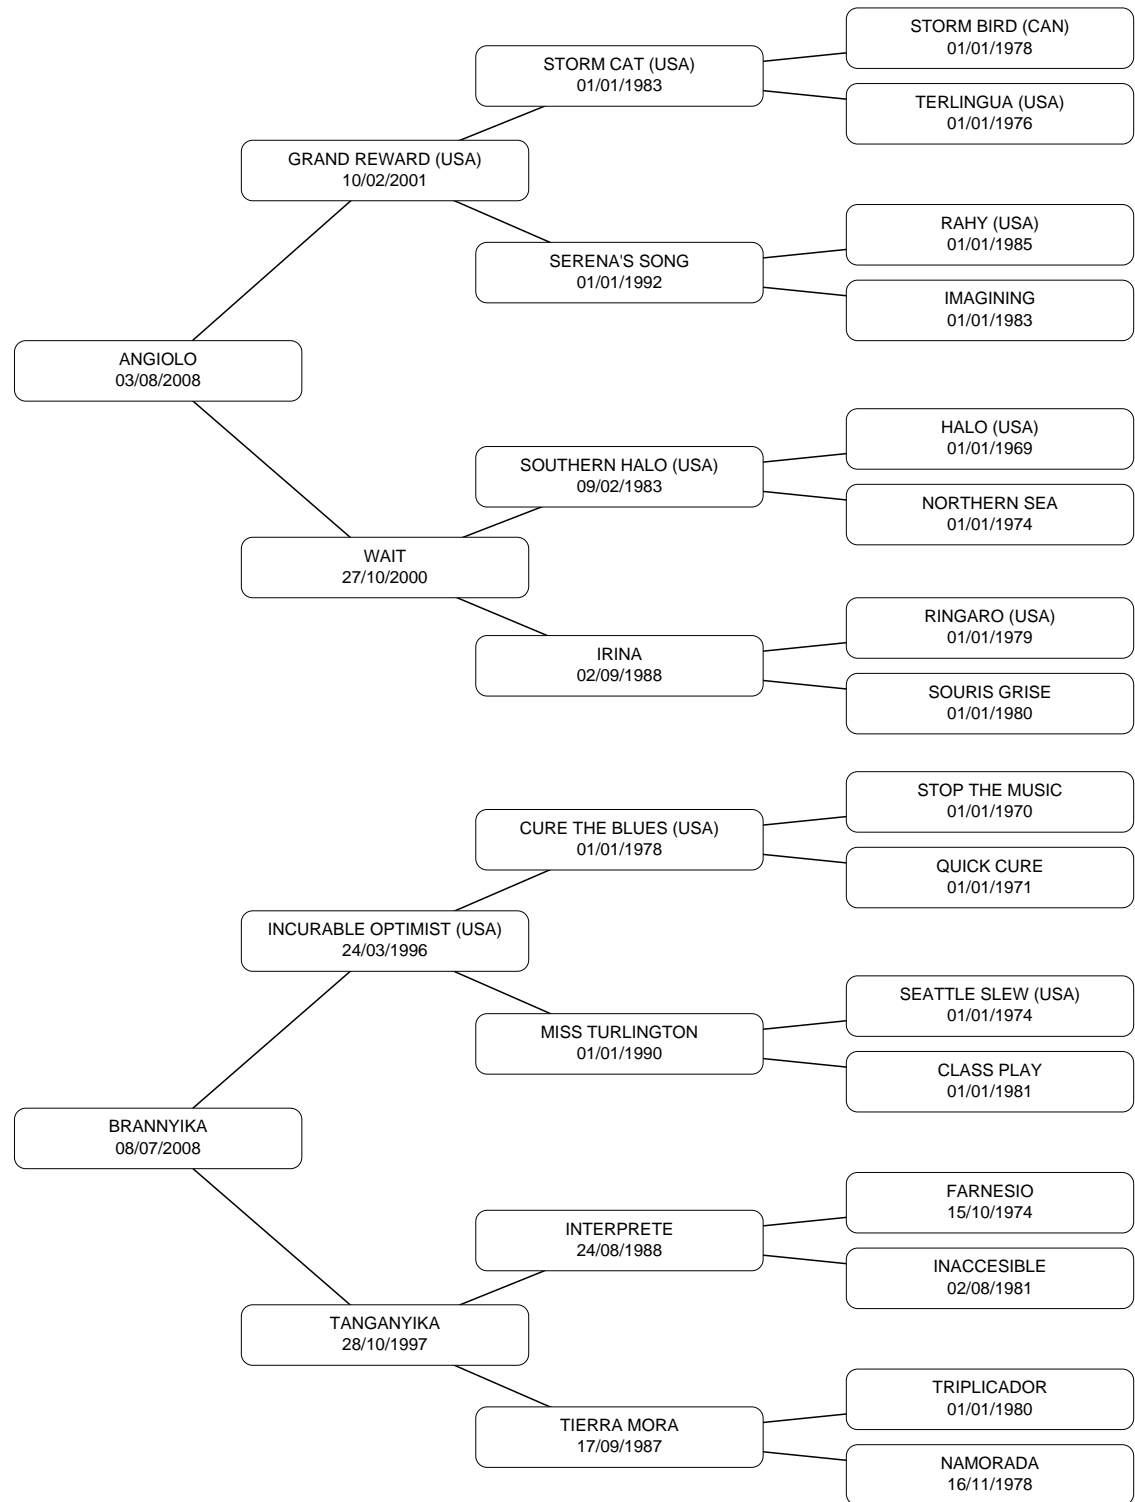 STORM BIRD (CAN)
01/01/1978
STORM CAT (USA)
01/01/1983
TERLINGUA (USA)
01/01/1976
GRAND REWARD (USA)
10/02/2001
RAHY (USA)
01/01/1985
SERENA'S SONG
01/01/1992
IMAGINING
01/01/1983
ANGIOLO
03/08/2008
HALO (USA)
01/01/1969
SOUTHERN HALO (USA)
09/02/1983
NORTHERN SEA
01/01/1974
WAIT
27/10/2000
RINGARO (USA)
01/01/1979
IRINA
02/09/1988
SOURIS GRISE
01/01/1980
STOP THE MUSIC
01/01/1970
CURE THE BLUES (USA)
01/01/1978
QUICK CURE
01/01/1971
INCURABLE OPTIMIST (USA)
24/03/1996
SEATTLE SLEW (USA)
01/01/1974
MISS TURLINGTON
01/01/1990
CLASS PLAY
01/01/1981
BRANNYIKA
08/07/2008
FARNESIO
15/10/1974
INTERPRETE
24/08/1988
INACCESIBLE
02/08/1981
TANGANYIKA
28/10/1997
TRIPLICADOR
01/01/1980
TIERRA MORA
17/09/1987
NAMORADA
16/11/1978